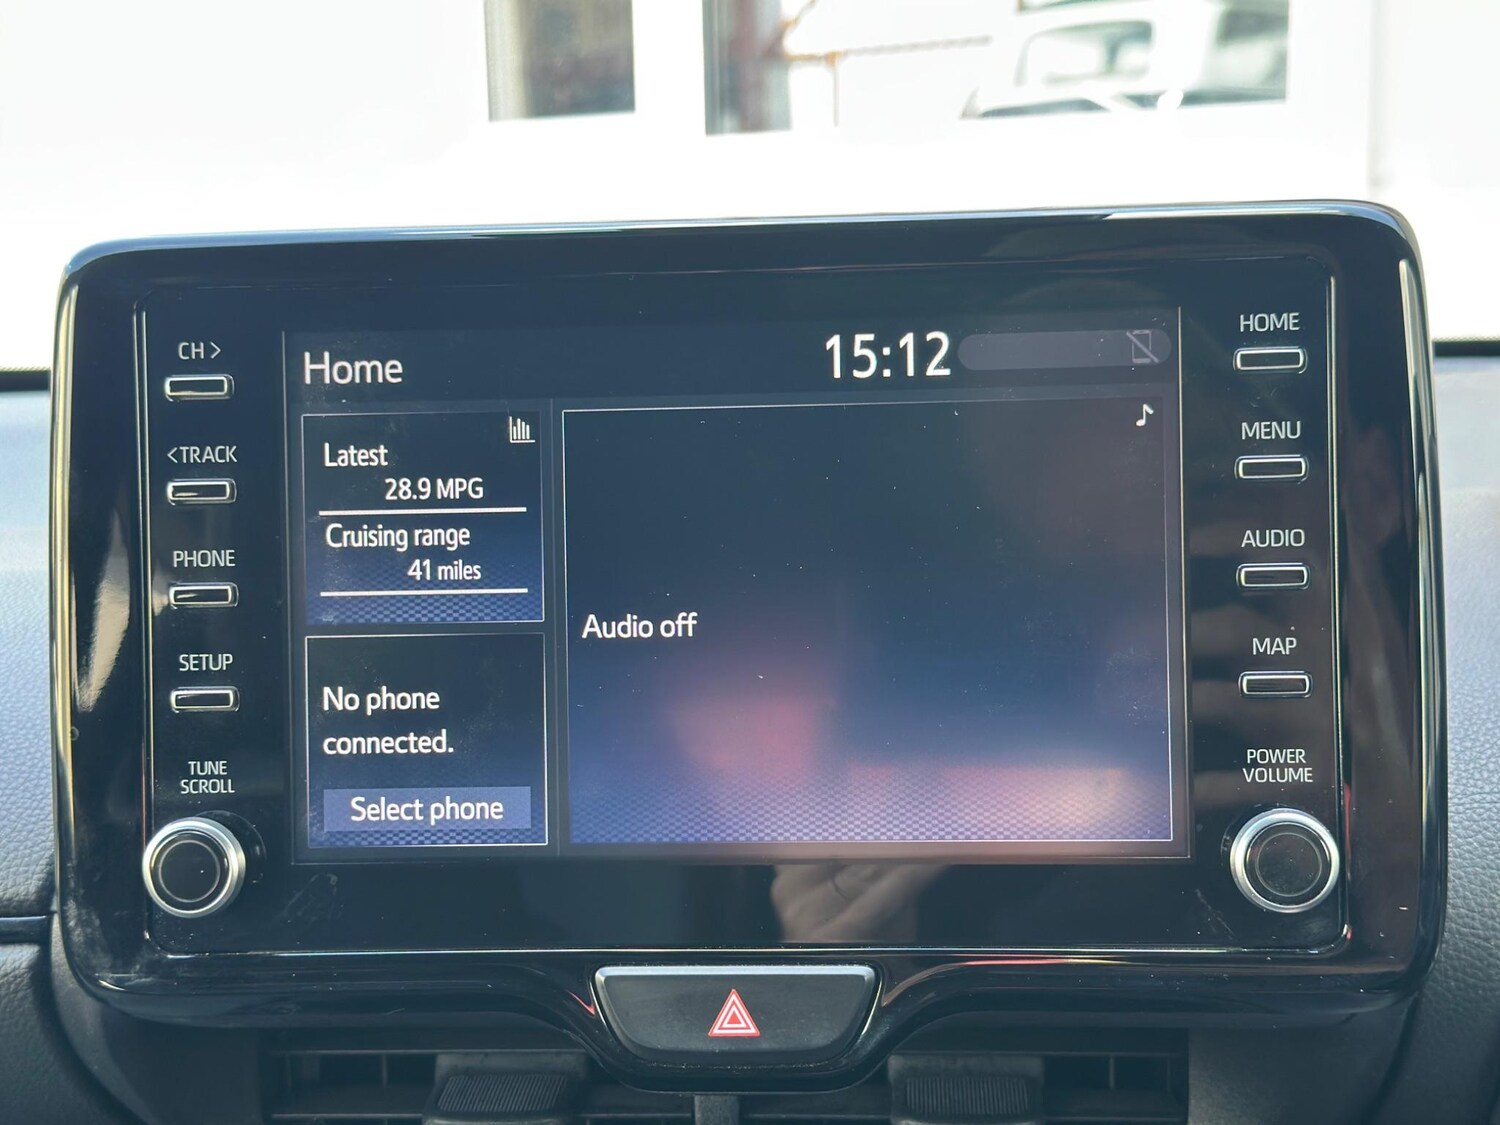 CH >
<TRACK
PHONE
SETUP
TUNE
SCROLL
Home
15:12
Latest
28.9 MPG
Cruising range
41 miles
No phone
connected.
Select phone
Audio off
HOME
MENU
AUDIO
MAP
POWER
VOLUME